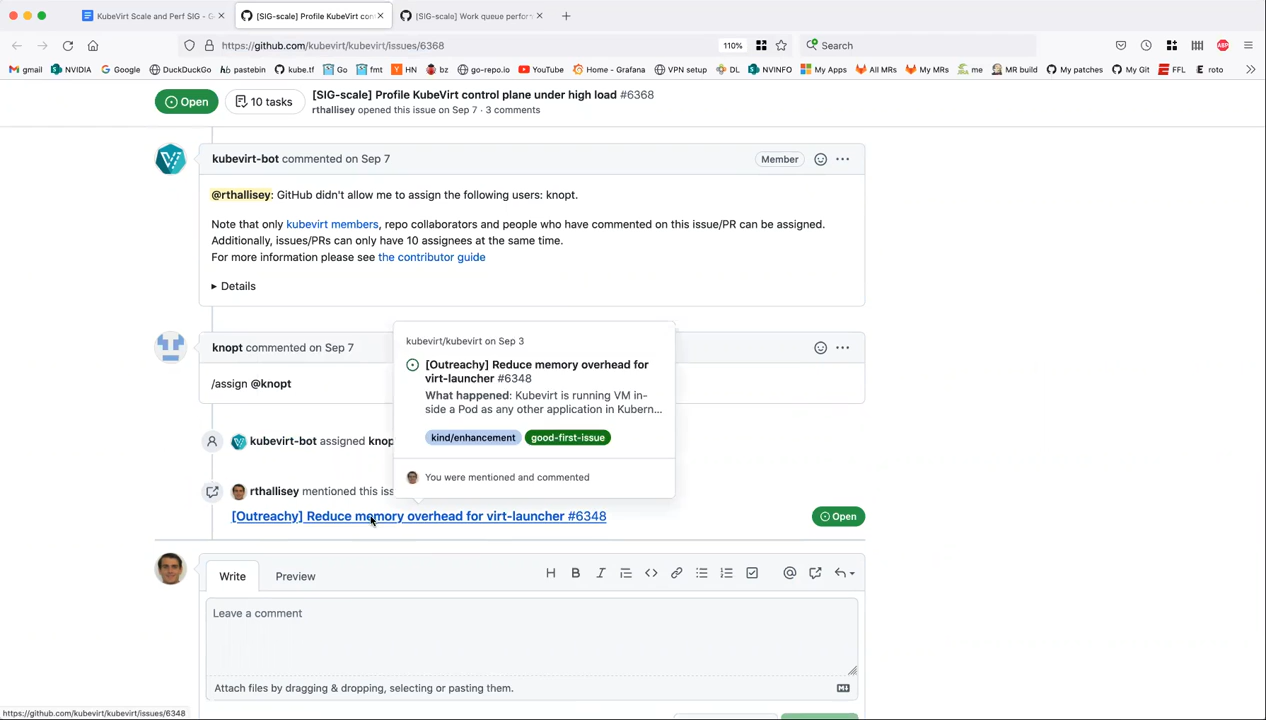 KubeVirt Scale and Perf SIG - G
[SIG-scale] Profile KubeVirt cont
[SIG-scale] Work queue perform
https://github.com/kubevirt/kubevirt/issues/6368
110%
Search
gmail
NVIDIA
Google
DuckDuckGo
pastebin
kube.tf
Go
fmt
HN
bz
go-repo.io
YouTube
Home - Grafana
VPN setup
DL
NVINFO
My Apps
All MRs
My MRs
me
MR build
My patches
My Git
FFL
roto
Open
10 tasks
[SIG-scale] Profile KubeVirt control plane under high load #6368
rthallisey opened this issue on Sep 7 · 3 comments
kubevirt-bot commented on Sep 7
Member
@rthallisey: GitHub didn't allow me to assign the following users: knopt.
Note that only kubevirt members, repo collaborators and people who have commented on this issue/PR can be assigned.
Additionally, issues/PRs can only have 10 assignees at the same time.
For more information please see the contributor guide
Details
knopt commented on Sep 7
/assign @knopt
kubevirt/kubevirt on Sep 3
[Outreachy] Reduce memory overhead for
virt-launcher #6348
What happened: Kubevirt is running VM in-
side a Pod as any other application in Kubern...
kind/enhancement
good-first-issue
You were mentioned and commented
kubevirt-bot assigned knop
rthallisey mentioned this iss
[Outreachy] Reduce memory overhead for virt-launcher #6348
Open
Write
Preview
Leave a comment
Attach files by dragging & dropping, selecting or pasting them.
https://github.com/kubevirt/kubevirt/issues/6348